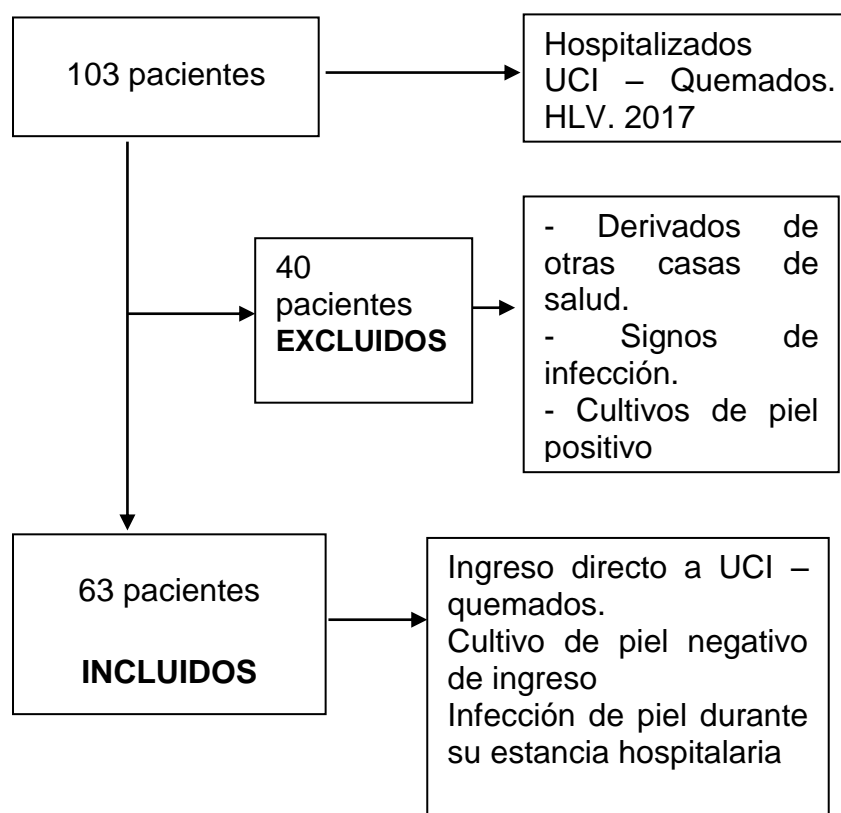 103 pacientes
Hospitalizados
UCI – Quemados.
HLV. 2017
40
pacientes
EXCLUIDOS
- Derivados de
otras casas de
salud.
- Signos de
infección.
- Cultivos de piel
positivo
63 pacientes
INCLUIDOS
Ingreso directo a UCI –
quemados.
Cultivo de piel negativo
de ingreso
Infección de piel durante
su estancia hospitalaria